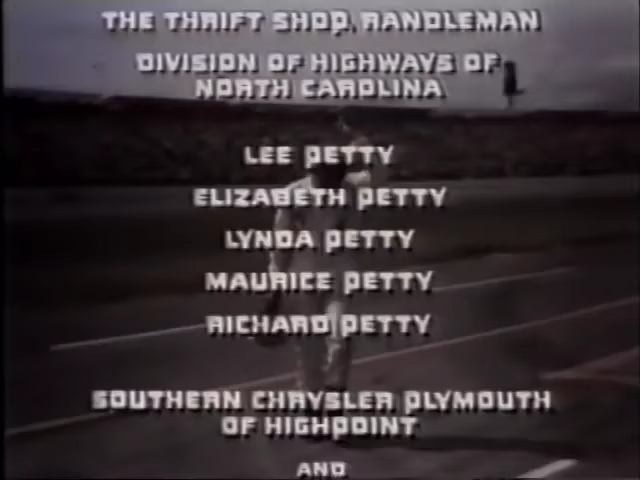 THE THRIFT SHOP, RANDLEMAN
DIVISION OF HIGHWAYS OF
NORTH CAROLINA
LEE PETTY
ELIZABETH PETTY
LYNDA PETTY
MAURICE PETTY
RICHARD PETTY
SOUTHERN CHRYSLER PLYMOUTH
OF HIGHPOINT
AND